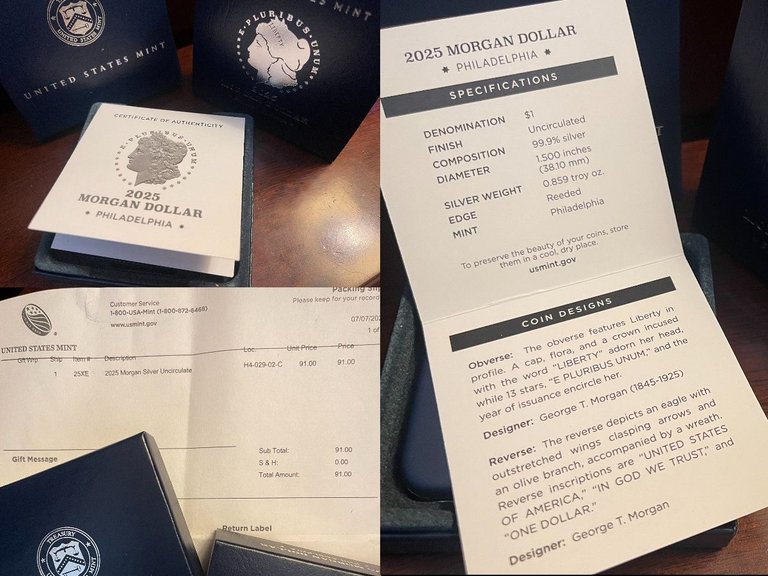 UNITED STATES MINT
E·PLURIBUS·UNUM
S MINT
CERTIFICATE OF AUTHENTICITY
E·PLURIBUS·UNUM
2025
MORGAN DOLLAR
PHILADELPHIA
2025 MORGAN DOLLAR
PHILADELPHIA
SPECIFICATIONS
DENOMINATION $1
FINISH Uncirculated
COMPOSITION 99.9% silver
DIAMETER 1.500 inches
(38.10 mm)
SILVER WEIGHT 0.859 troy oz.
EDGE Reeded
MINT Philadelphia
To preserve the beauty of your coins, store
them in a cool, dry place.
usmint.gov
COIN DESIGNS
Obverse: The obverse features Liberty in
profile. A cap, flora, and a crown incused
with the word "LIBERTY" adorn her head,
while 13 stars, "E PLURIBUS UNUM," and the
year of issuance encircle her.
Designer: George T. Morgan (1845-1925)
Reverse: The reverse depicts an eagle with
outstretched wings clasping arrows and
an olive branch, accompanied by a wreath.
Reverse inscriptions are "UNITED STATES
OF AMERICA," "IN GOD WE TRUST," and
"ONE DOLLAR."
Designer: George T. Morgan
Packing Slip
Please keep for your record
Customer Service
1-800-USA-Mint (1-800-872-6468)
www.usmint.gov
07/07/202
1 of
UNITED STATES MINT
Gift Wrp Ship Item # Description Loc. Unit Price Price
1 25XE 2025 Morgan Silver Uncirculate H4-029-02-C 91.00 91.00
Sub Total: 91.00
S & H: 0.00
Total Amount: 91.00
Gift Message
Return Label
TREASURY